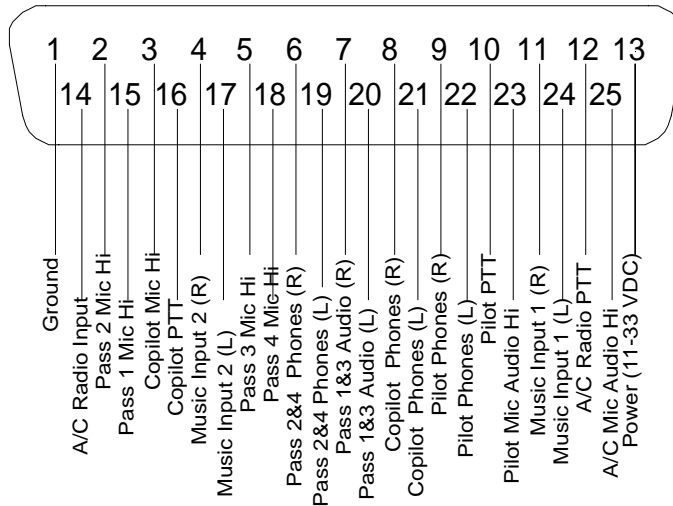 1 2 3 4 5 6 7 8 9 10 11 12 13
14 15 16 17 18 19 20 21 22 23 24 25
Ground
A/C Radio Input
Pass 2 Mic Hi
Pass 1 Mic Hi
Copilot Mic Hi
Copilot PTT
Music Input 2 (R)
Music Input 2 (L)
Pass 3 Mic Hi
Pass 4 Mic Hi
Pass 2&4 Phones (R)
Pass 2&4 Phones (L)
Pass 1&3 Audio (R)
Pass 1&3 Audio (L)
Copilot Phones (R)
Copilot Phones (L)
Pilot Phones (R)
Pilot Phones (L)
Pilot PTT
Pilot Mic Audio Hi
Music Input 1 (R)
Music Input 1 (L)
A/C Radio PTT
A/C Mic Audio Hi
Power (11-33 VDC)